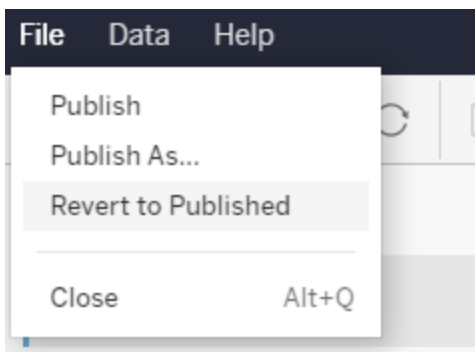 File Data Help
Publish
Publish As...
Revert to Published
Close Alt+Q